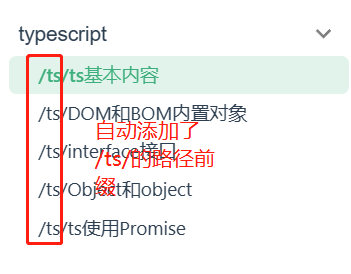 typescript
/ts/ts基本内容
/ts/DOM和BOM内置对象
/ts/interface接口
/ts/Object和object
/ts/ts使用Promise
自动添加了
/ts/的路径前
缀